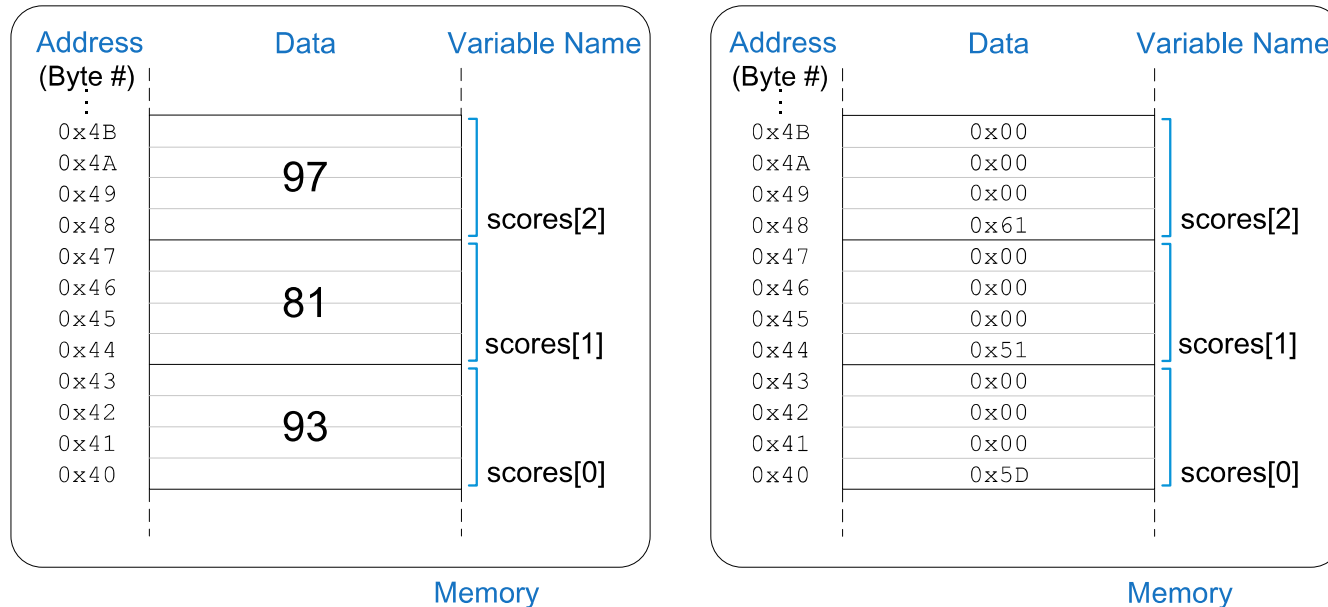 Address Data Variable Name
(Byte #)
0x4B
0x4A
0x49
0x48
97
scores[2]
0x47
0x46
0x45
0x44
81
scores[1]
0x43
0x42
0x41
0x40
93
scores[0]
Memory
Address Data Variable Name
(Byte #)
0x4B 0x00
0x4A 0x00
0x49 0x00
0x48 0x61 scores[2]
0x47 0x00
0x46 0x00
0x45 0x00
0x44 0x51 scores[1]
0x43 0x00
0x42 0x00
0x41 0x00
0x40 0x5D scores[0]
Memory